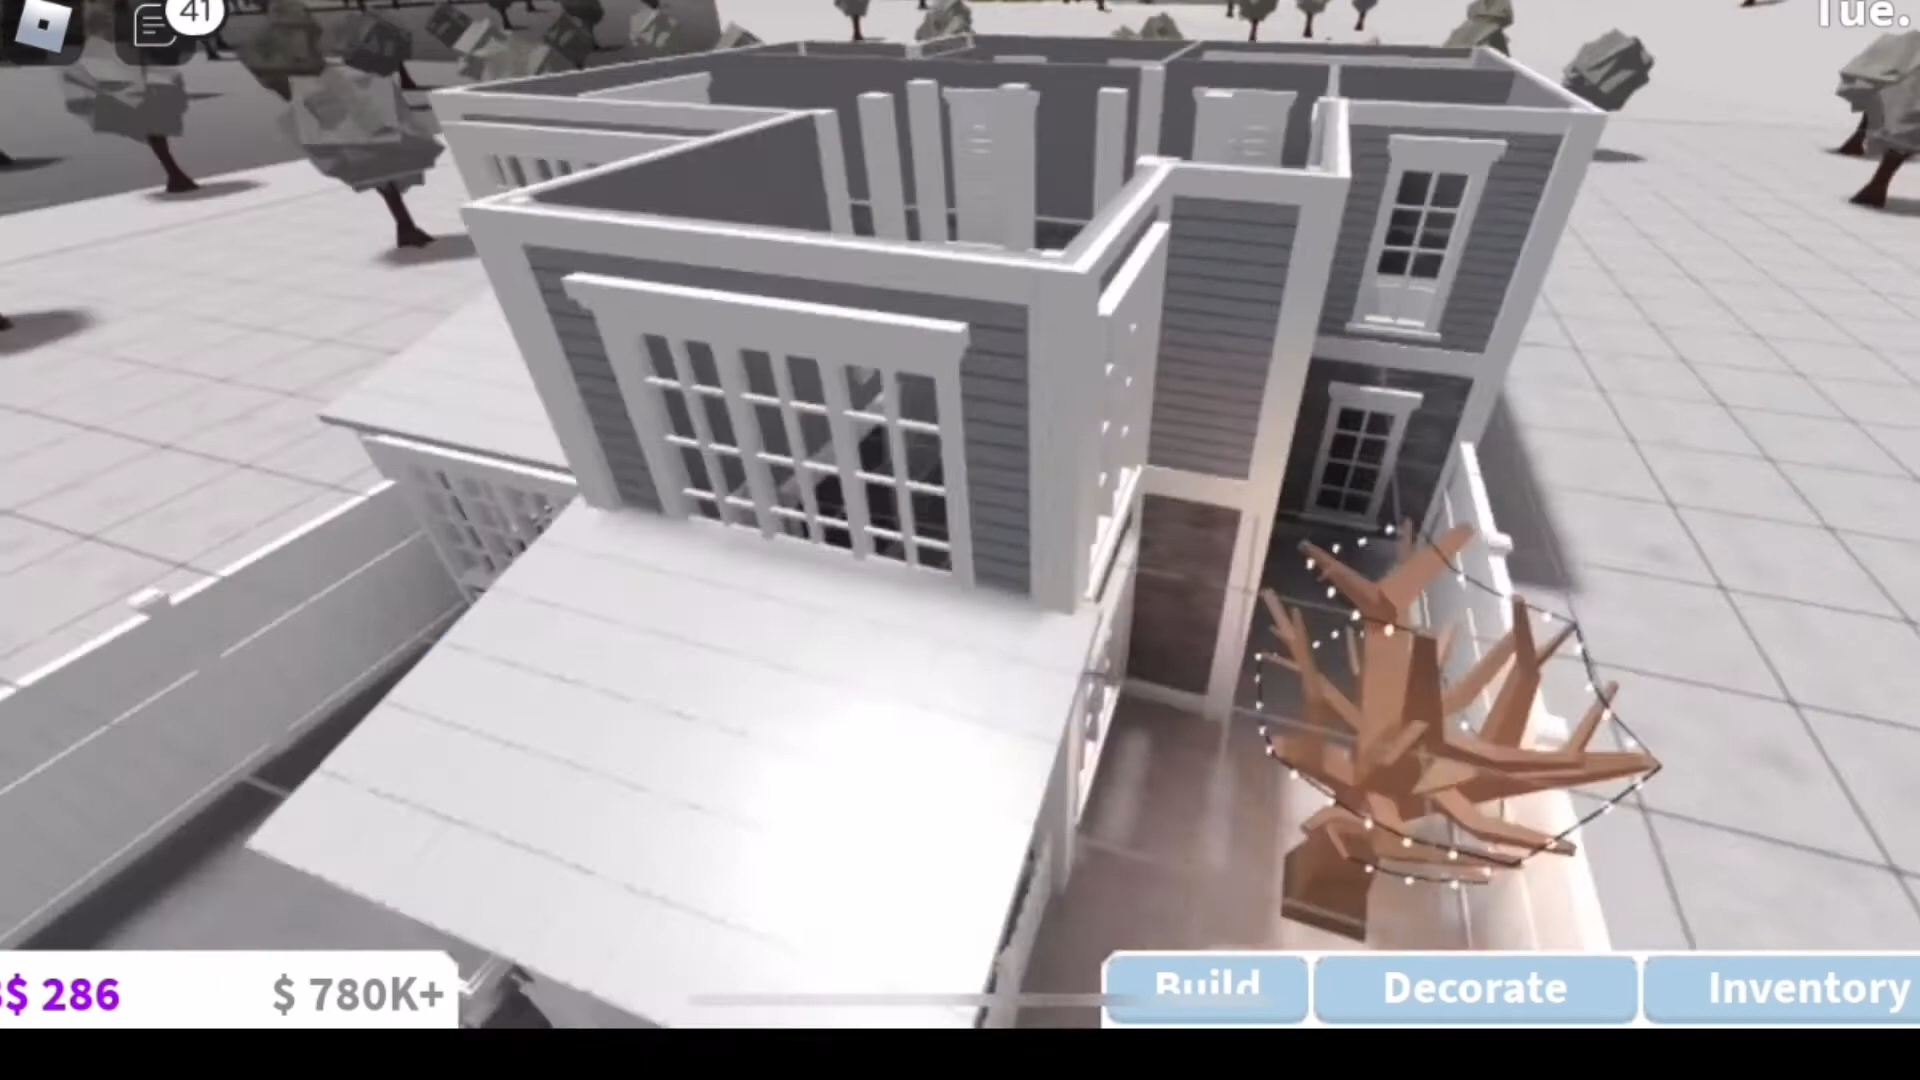 41
Tue.
$ 286
$ 780K+
Build
Decorate
Inventory